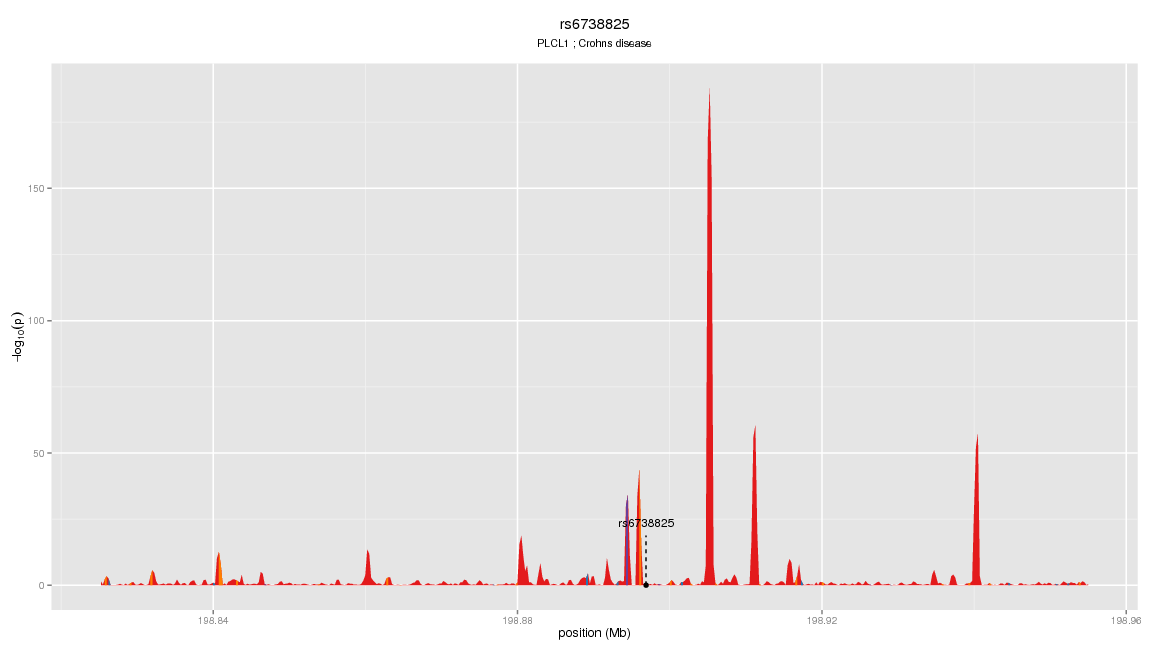 rs6738825
PLCL1 ; Crohns disease
−log10(p)
150
100
50
0
rs6738825
198.84
198.88
198.92
198.96
position (Mb)